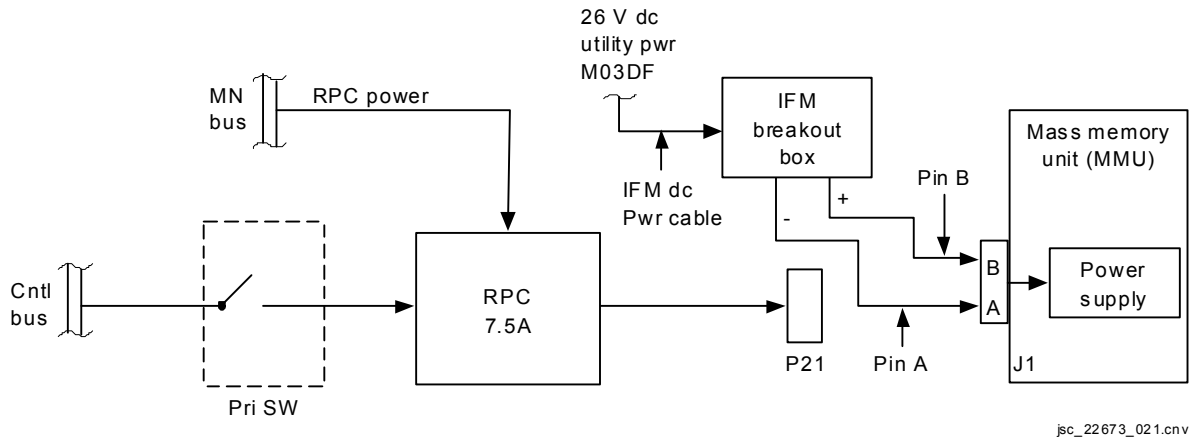 26 V dc
utility pwr
M03DF
MN
bus
RPC power
IFM
breakout
box
Mass memory
unit (MMU)
IFM dc
Pwr cable
-
+
Pin B
Cntl
bus
RPC
7.5A
B
A
Power
supply
P21
Pin A
J1
Pri SW
jsc_22673_021.cnv